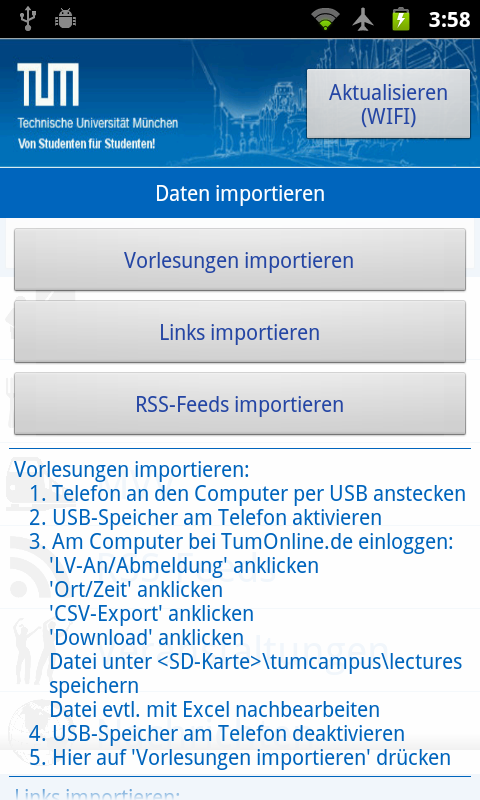 3:58
TUM
Technische Universität München
Von Studenten für Studenten!
Aktualisieren
(WIFI)
Daten importieren
Vorlesungen importieren
Links importieren
RSS-Feeds importieren
Vorlesungen importieren:
1. Telefon an den Computer per USB anstecken
2. USB-Speicher am Telefon aktivieren
3. Am Computer bei TumOnline.de einloggen:
'LV-An/Abmeldung' anklicken
'Ort/Zeit' anklicken
'CSV-Export' anklicken
'Download' anklicken
Datei unter <SD-Karte>\tumcampus\lectures
speichern
Datei evtl. mit Excel nachbearbeiten
4. USB-Speicher am Telefon deaktivieren
5. Hier auf 'Vorlesungen importieren' drücken
Links importieren: